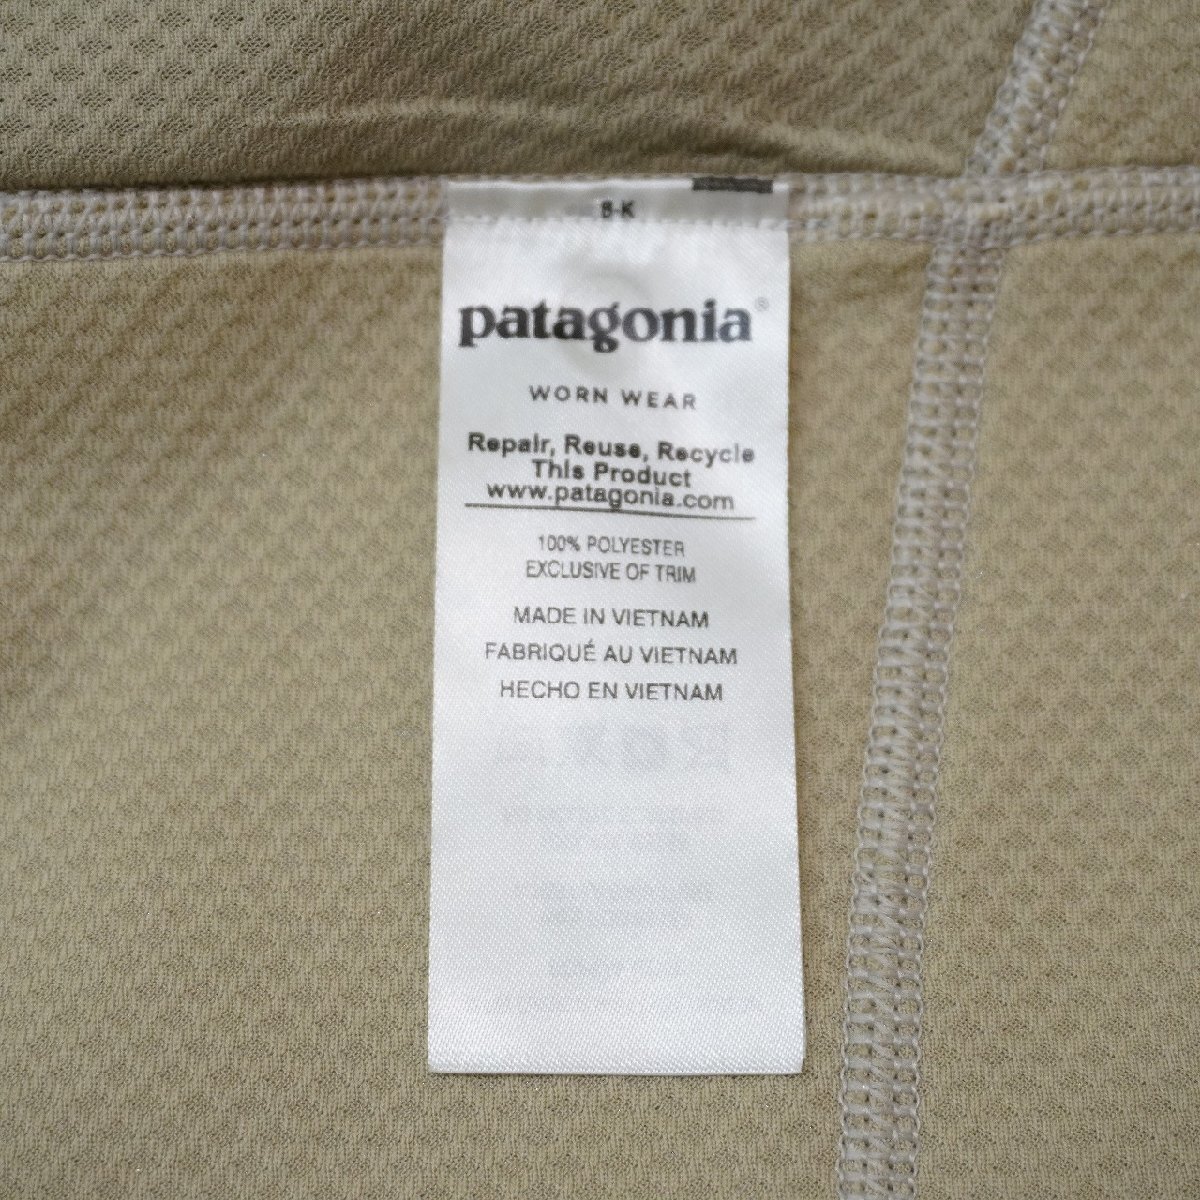 8-K
patagonia®
WORN WEAR
Repair, Reuse, Recycle
This Product
www.patagonia.com
100% POLYESTER
EXCLUSIVE OF TRIM
MADE IN VIETNAM
FABRIQUÉ AU VIETNAM
HECHO EN VIETNAM